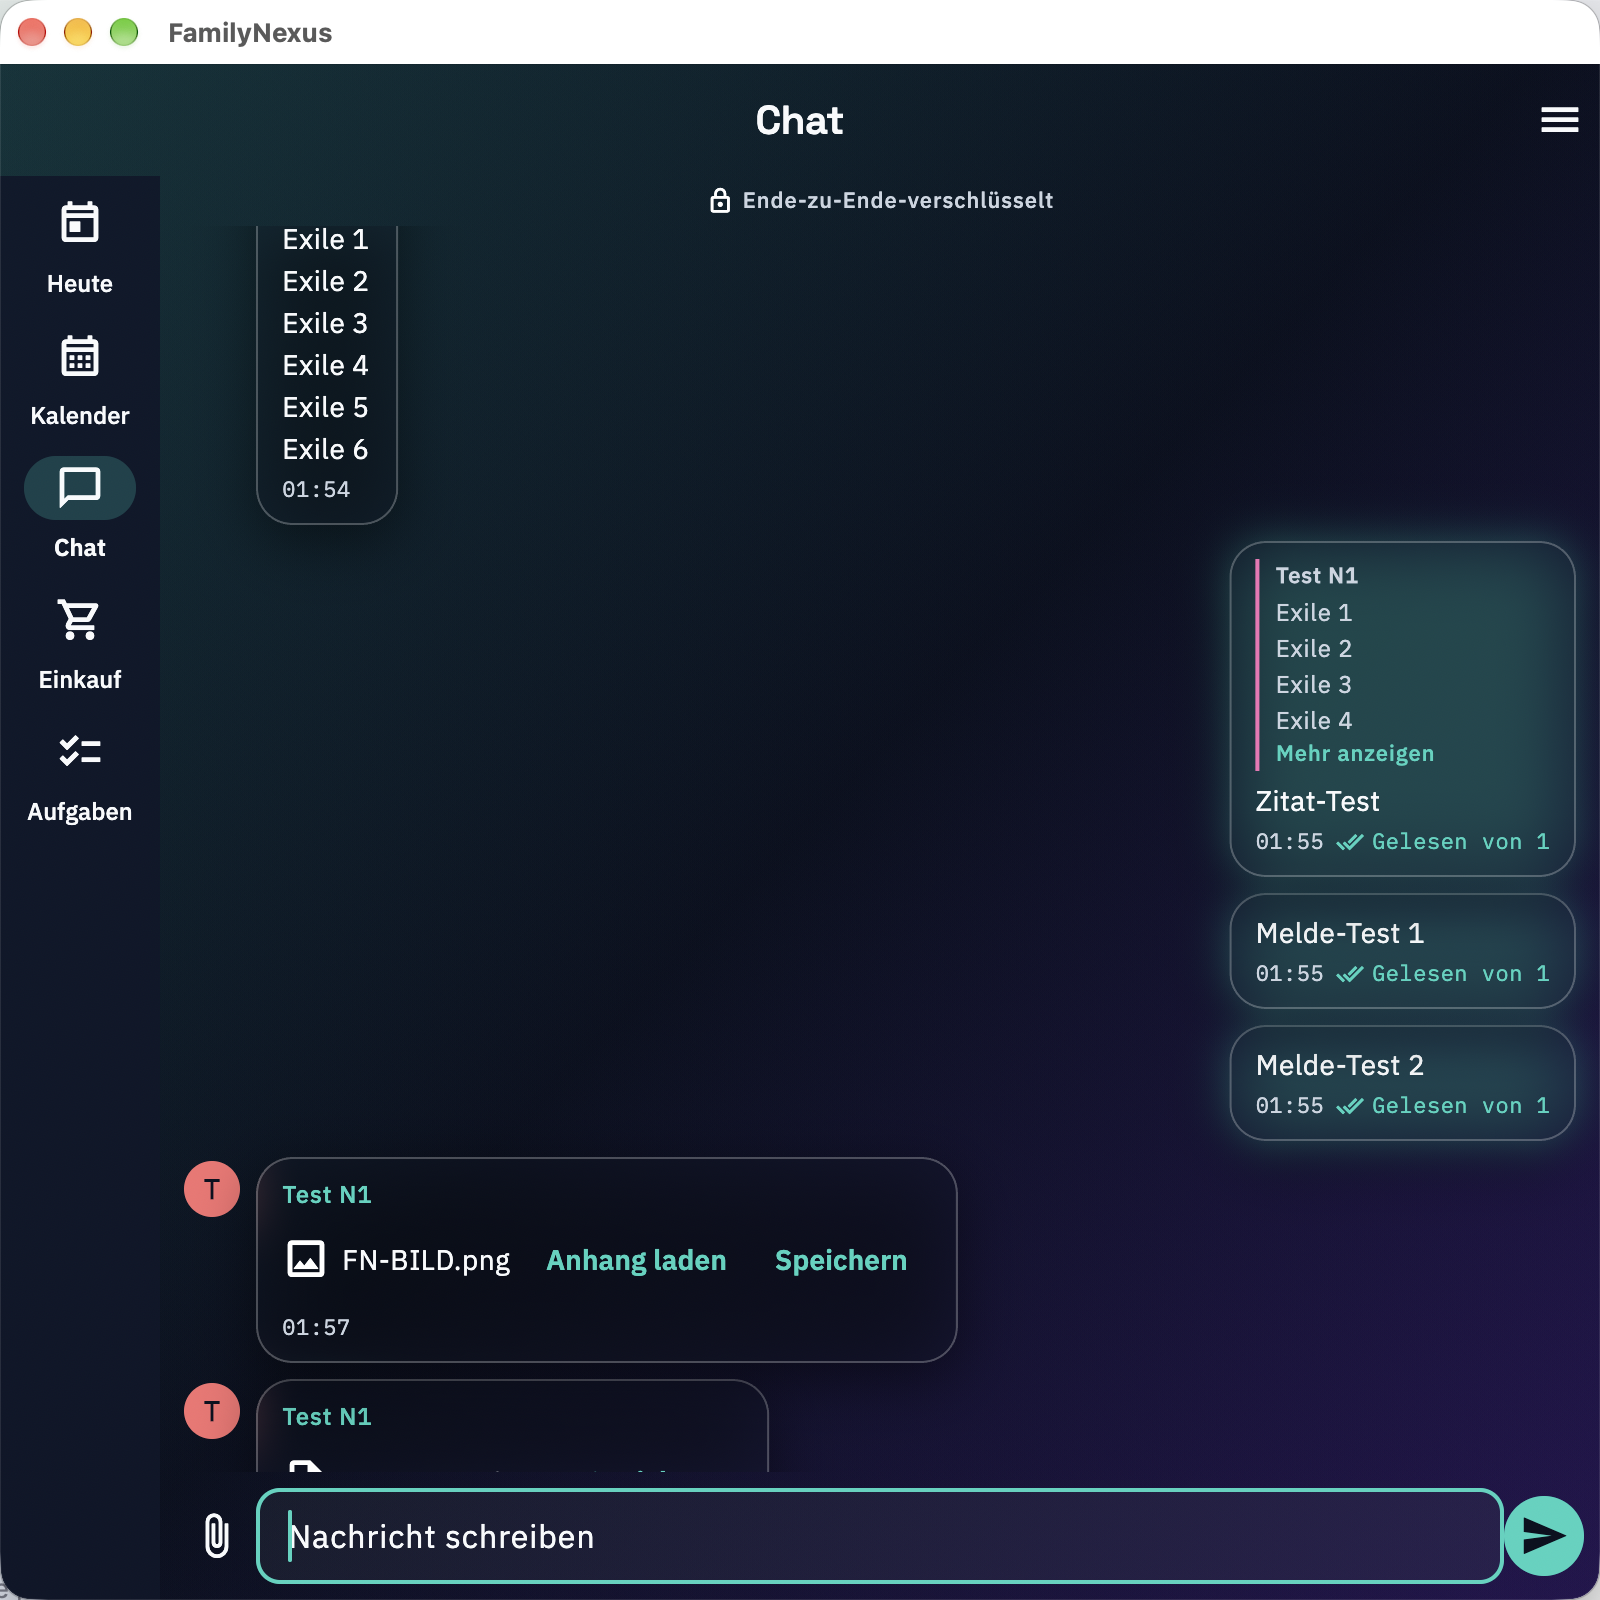 FamilyNexus
Chat
Ende-zu-Ende-verschlüsselt
Heute
Kalender
Chat
Einkauf
Aufgaben
Exile 1
Exile 2
Exile 3
Exile 4
Exile 5
Exile 6
01:54
Test N1
Exile 1
Exile 2
Exile 3
Exile 4
Mehr anzeigen
Zitat-Test
01:55 Gelesen von 1
Melde-Test 1
01:55 Gelesen von 1
Melde-Test 2
01:55 Gelesen von 1
T
Test N1
FN-BILD.png Anhang laden Speichern
01:57
T
Test N1
Nachricht schreiben